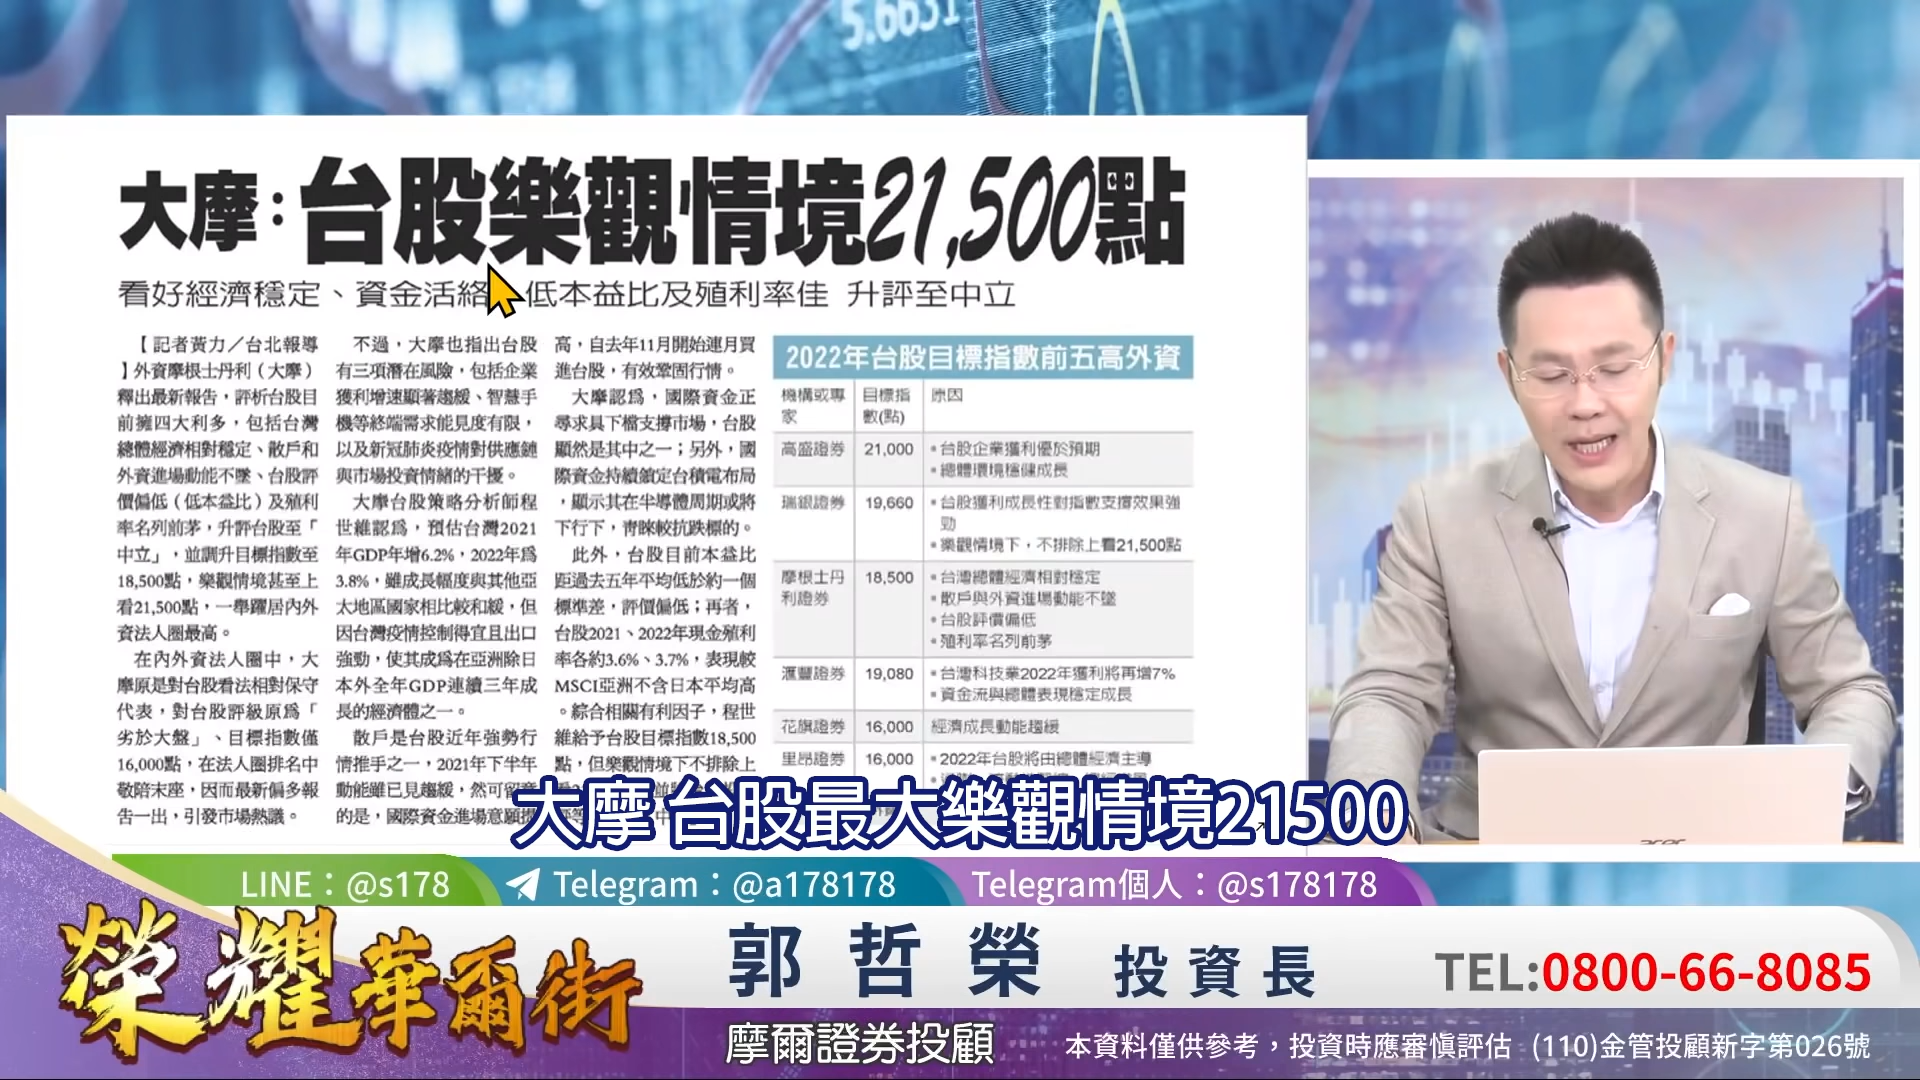 5.6631
大摩：台股樂觀情境21,500點
看好經濟穩定、資金活絡 低本益比及殖利率佳 升評至中立
【記者黃力／台北報導
】外資摩根士丹利（大摩）
釋出最新報告，評析台股目
前擁四大利多，包括台灣
總體經濟相對穩定、散戶和
外資進場動能不墜、台股評
價偏低（低本益比）及殖利
率名列前茅，升評台股至「
中立」，並調升目標指數至
18,500點，樂觀情境甚至上
看21,500點，一舉躍居內外
資法人圈最高。
在內外資法人圈中，大
摩原是對台股看法相對保守
代表，對台股評級原為「
劣於大盤」、目標指數僅
16,000點，在法人圈排名中
敬陪末座，因而最新偏多報
告一出，引發市場熱議。
不過，大摩也指出台股
有三項潛在風險，包括企業
獲利增速顯著趨緩、智慧手
機等終端需求能見度有限，
以及新冠肺炎疫情對供應鏈
與市場投資情緒的干擾。
大摩台股策略分析師程
世維認為，預估台灣2021
年GDP年增6.2%，2022年為
3.8%，雖成長幅度與其他亞
太地區國家相比較和緩，但
因台灣疫情控制得宜且出口
強勁，使其成為在亞洲除日
本外全年GDP連續三年成
長的經濟體之一。
散戶是台股近年強勢行
情推手之一，2021年下半年
動能雖已見趨緩，然可留意
的是，國際資金進場意願提
高，自去年11月開始連月買
進台股，有效鞏固行情。
大摩認為，國際資金正
尋求具下檔支撐市場，台股
顯然是其中之一；另外，國
際資金持續鎖定台積電布局
，顯示其在半導體周期或將
下行下，青睞較抗跌標的。
此外，台股目前本益比
距過去五年平均低於約一個
標準差，評價偏低；再者，
台股2021、2022年現金殖利
率各約3.6%、3.7%，表現較
MSCI亞洲不含日本平均高
。綜合相關有利因子，程世
維給予台股目標指數18,500
點，但樂觀情境下不排除上
2022年台股目標指數前五高外資
機構或專家 目標指數(點) 原因
高盛證券 21,000 ▪台股企業獲利優於預期
▪總體環境穩健成長
瑞銀證券 19,660 ▪台股獲利成長性對指數支撐效果強
勁
▪樂觀情境下，不排除上看21,500點
摩根士丹利證券 18,500 ▪台灣總體經濟相對穩定
▪散戶與外資進場動能不墜
▪台股評價偏低
▪殖利率名列前茅
滙豐證券 19,080 ▪台灣科技業2022年獲利將再增7%
▪資金流與總體表現穩定成長
花旗證券 16,000 經濟成長動能趨緩
里昂證券 16,000 ▪2022年台股將由總體經濟主導
大摩 台股最大樂觀情境21500
acer
LINE：@s178 Telegram：@a178178 Telegram個人：@s178178
榮耀華爾街
郭哲榮 投資長
TEL:0800-66-8085
摩爾證券投顧
本資料僅供參考，投資時應審慎評估 (110)金管投顧新字第026號